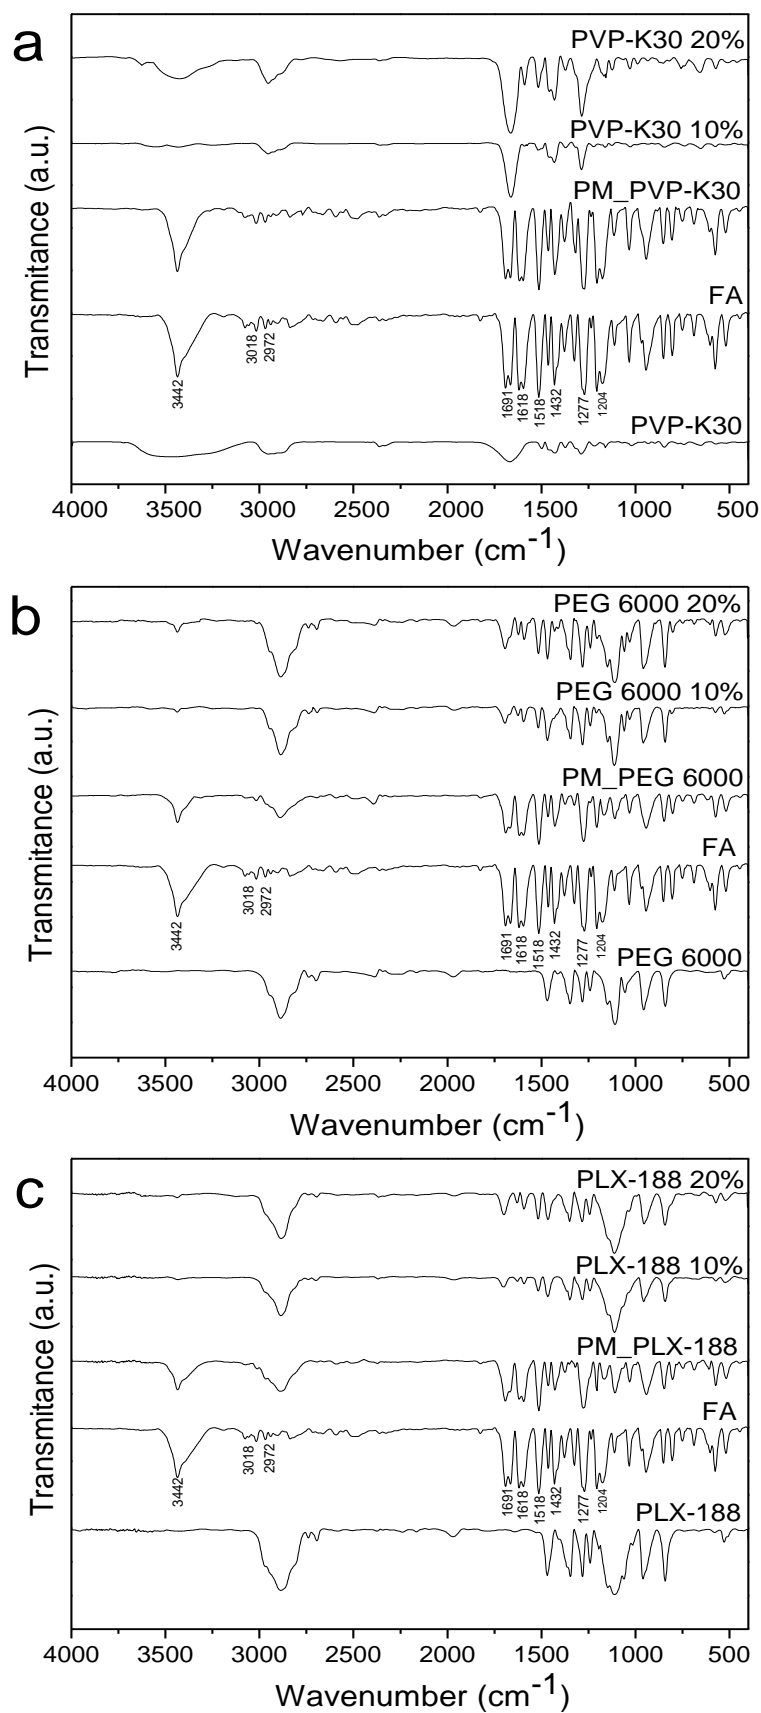 a
PVP-K30 20%
PVP-K30 10%
PM_PVP-K30
FA
3018
2972
3442
1691
1618
1518
1432
1277
1204
PVP-K30
Transmitance (a.u.)
4000 3500 3000 2500 2000 1500 1000 500
Wavenumber (cm-1)
b
PEG 6000 20%
PEG 6000 10%
PM_PEG 6000
FA
3018
2972
3442
1691
1618
1518
1432
1277
1204
PEG 6000
Transmitance (a.u.)
4000 3500 3000 2500 2000 1500 1000 500
Wavenumber (cm-1)
c
PLX-188 20%
PLX-188 10%
PM_PLX-188
FA
3018
2972
3442
1691
1618
1518
1432
1277
1204
PLX-188
Transmitance (a.u.)
4000 3500 3000 2500 2000 1500 1000 500
Wavenumber (cm-1)